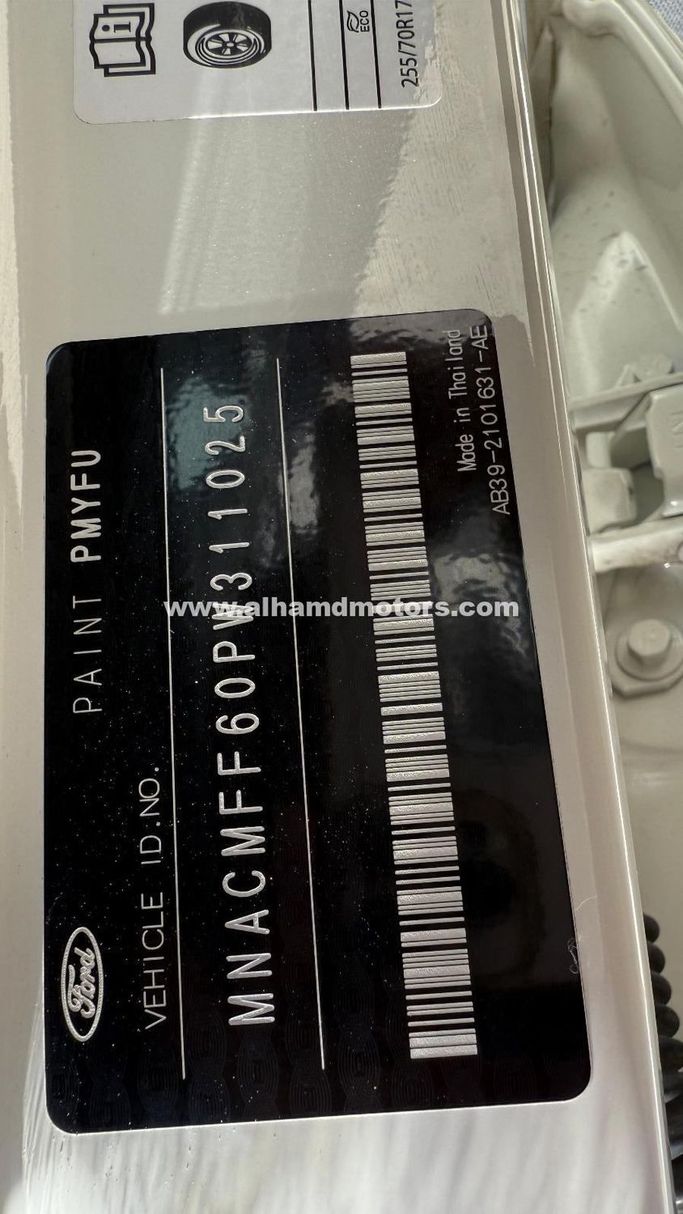 ECO
255/70R17
Ford
PAINT PMYFU
VEHICLE ID.NO.
MNACMFF60PW311025
Made in Thailand
AB39-2101631-AE
www.alhamdmotors.com